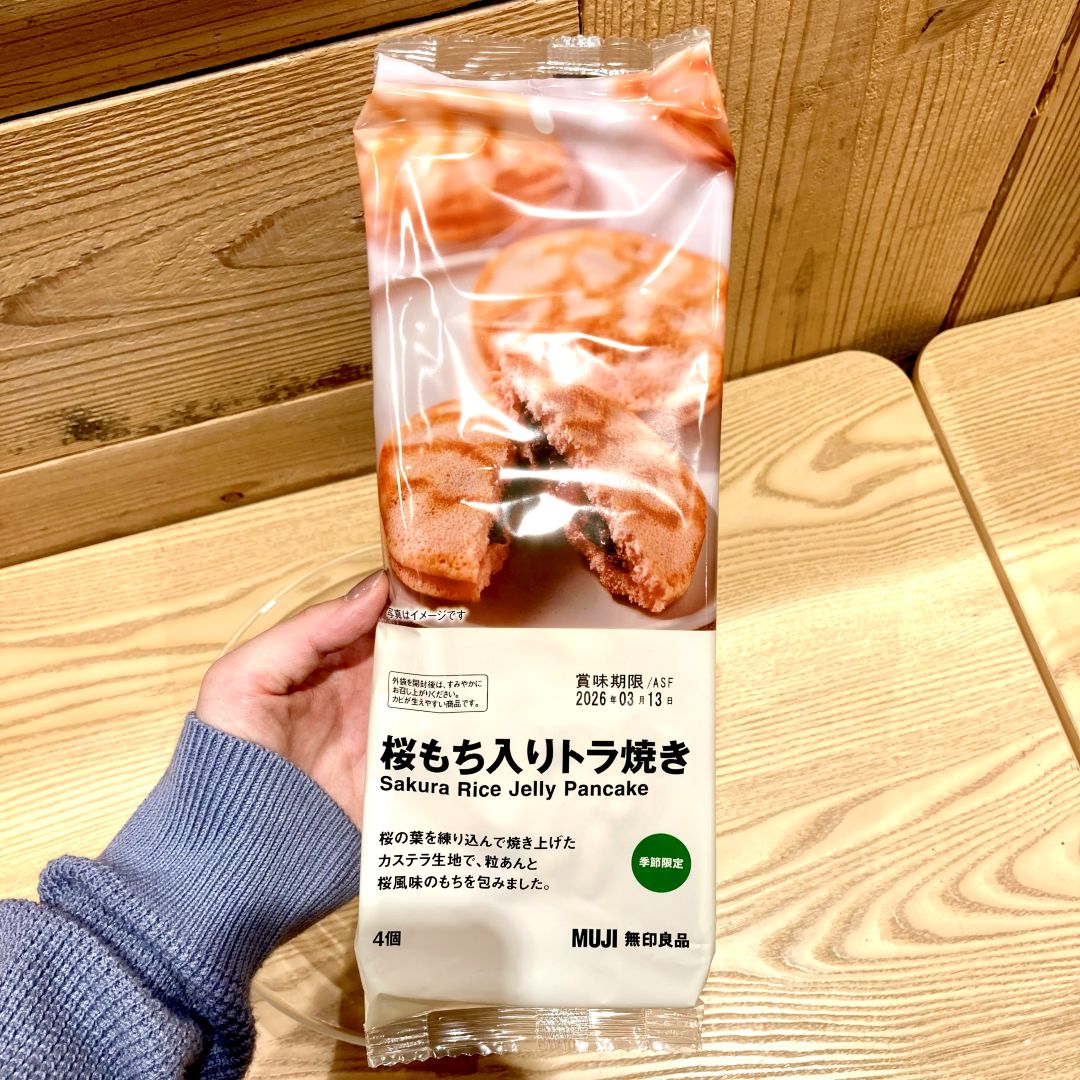 写真はイメージです
外袋を開封後は、すみやかに
お召し上がりください。
カビが生えやすい商品です。
賞味期限/ASF
2026年03月13日
桜もち入りトラ焼き
Sakura Rice Jelly Pancake
桜の葉を練り込んで焼き上げた
カステラ生地で、粒あんと
桜風味のもちを包みました。
季節限定
4個
MUJI 無印良品